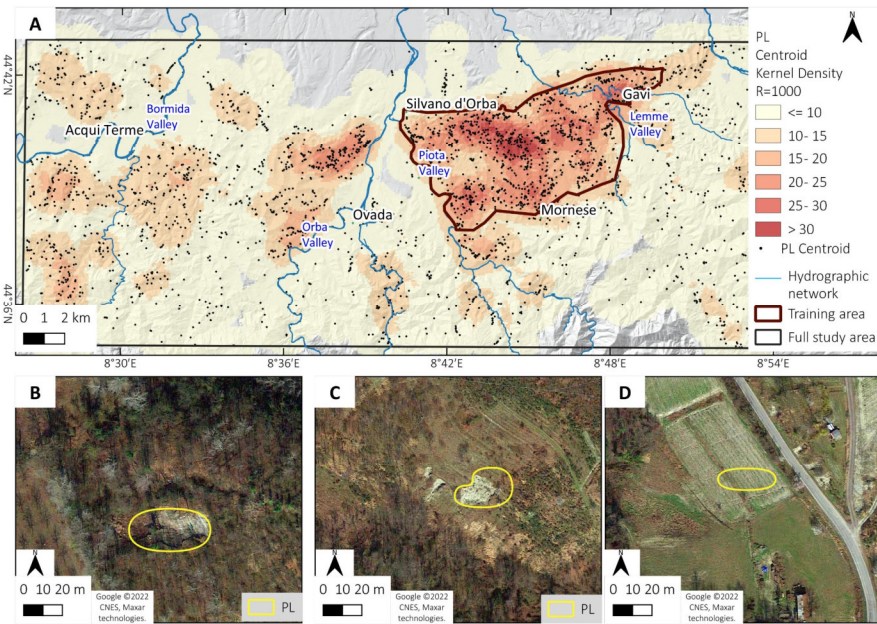 A
N
44°42'N
44°36'N
Bormida
Valley
Acqui Terme
Silvano d'Orba
Gavi
Lemme
Valley
Piota
Valley
Mornese
Ovada
Orba
Valley
0 1 2 km
8°30'E
8°36'E
8°42'E
8°48'E
8°54'E
PL
Centroid
Kernel Density
R=1000
<= 10
10- 15
15- 20
20- 25
25- 30
> 30
PL Centroid
Hydrographic
network
Training area
Full study area
B
N
0 10 20 m
Google ©2022
CNES, Maxar
technologies.
PL
C
N
0 10 20 m
Google ©2022
CNES, Maxar
technologies.
PL
D
N
0 10 20 m
Google ©2022
CNES, Maxar
technologies.
PL